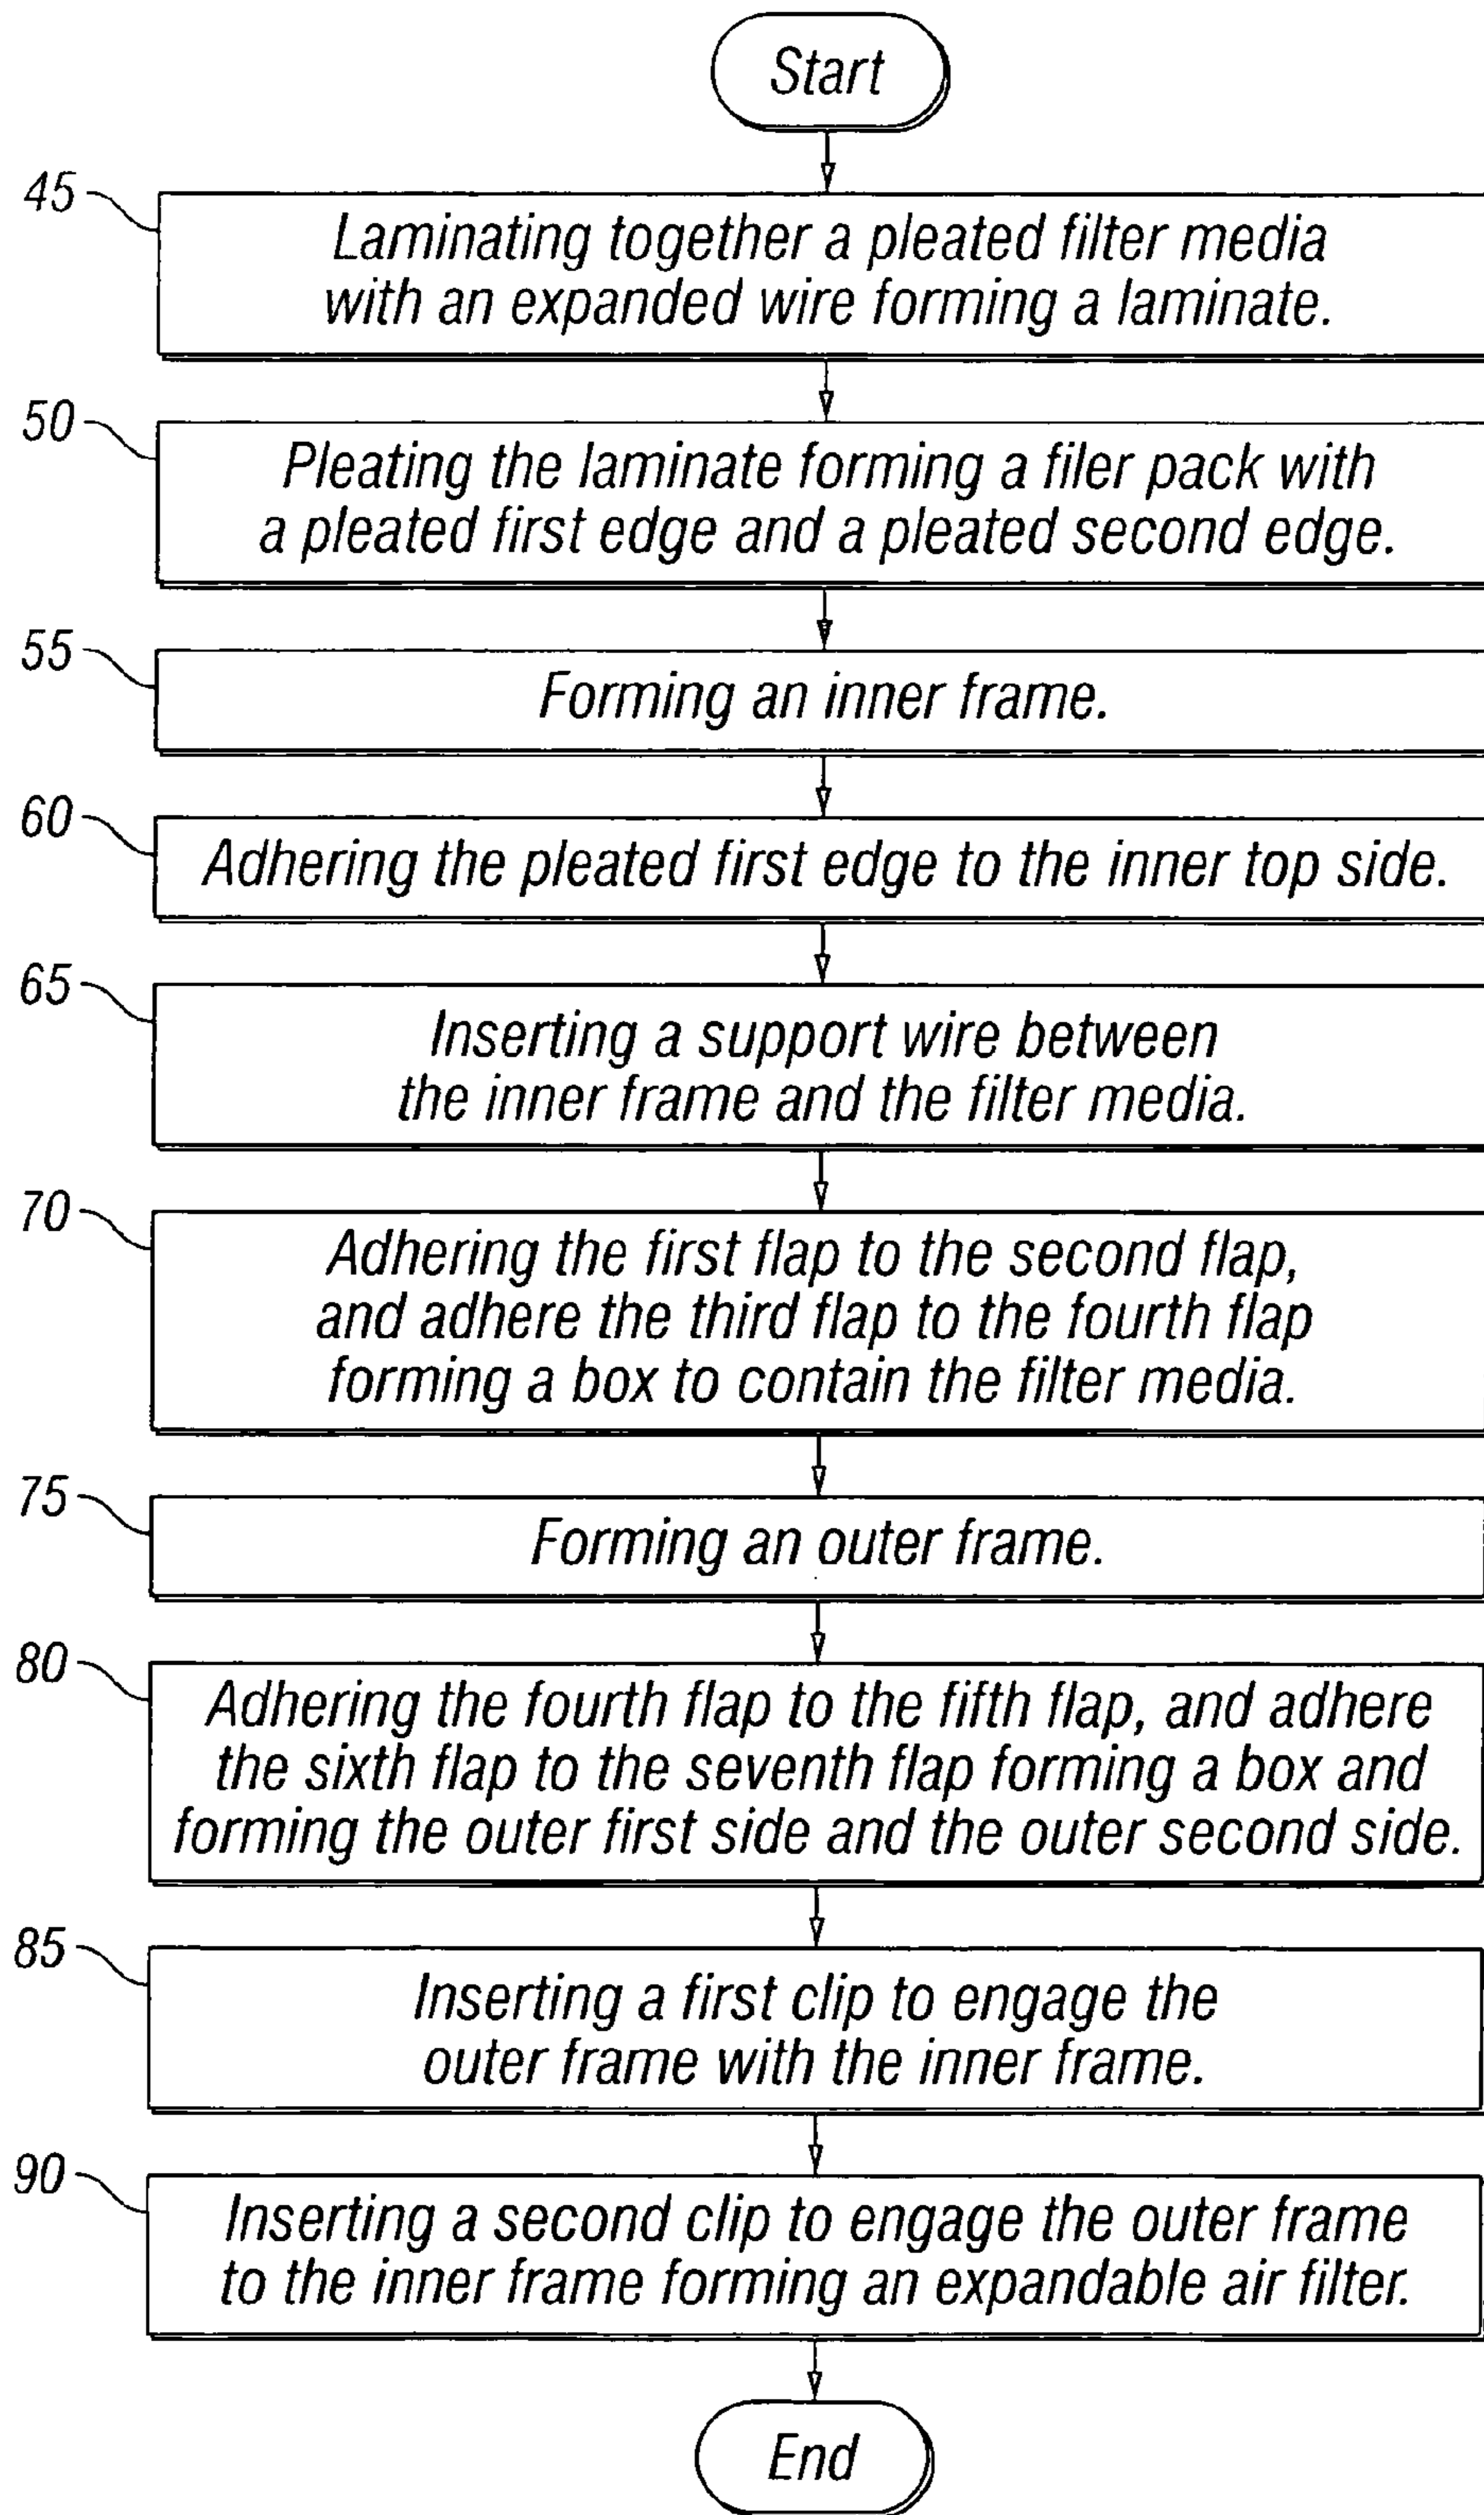 Start
45
Laminating together a pleated filter media
with an expanded wire forming a laminate.
50
Pleating the laminate forming a filer pack with
a pleated first edge and a pleated second edge.
55
Forming an inner frame.
60
Adhering the pleated first edge to the inner top side.
65
Inserting a support wire between
the inner frame and the filter media.
70
Adhering the first flap to the second flap,
and adhere the third flap to the fourth flap
forming a box to contain the filter media.
75
Forming an outer frame.
80
Adhering the fourth flap to the fifth flap, and adhere
the sixth flap to the seventh flap forming a box and
forming the outer first side and the outer second side.
85
Inserting a first clip to engage the
outer frame with the inner frame.
90
Inserting a second clip to engage the outer frame
to the inner frame forming an expandable air filter.
End